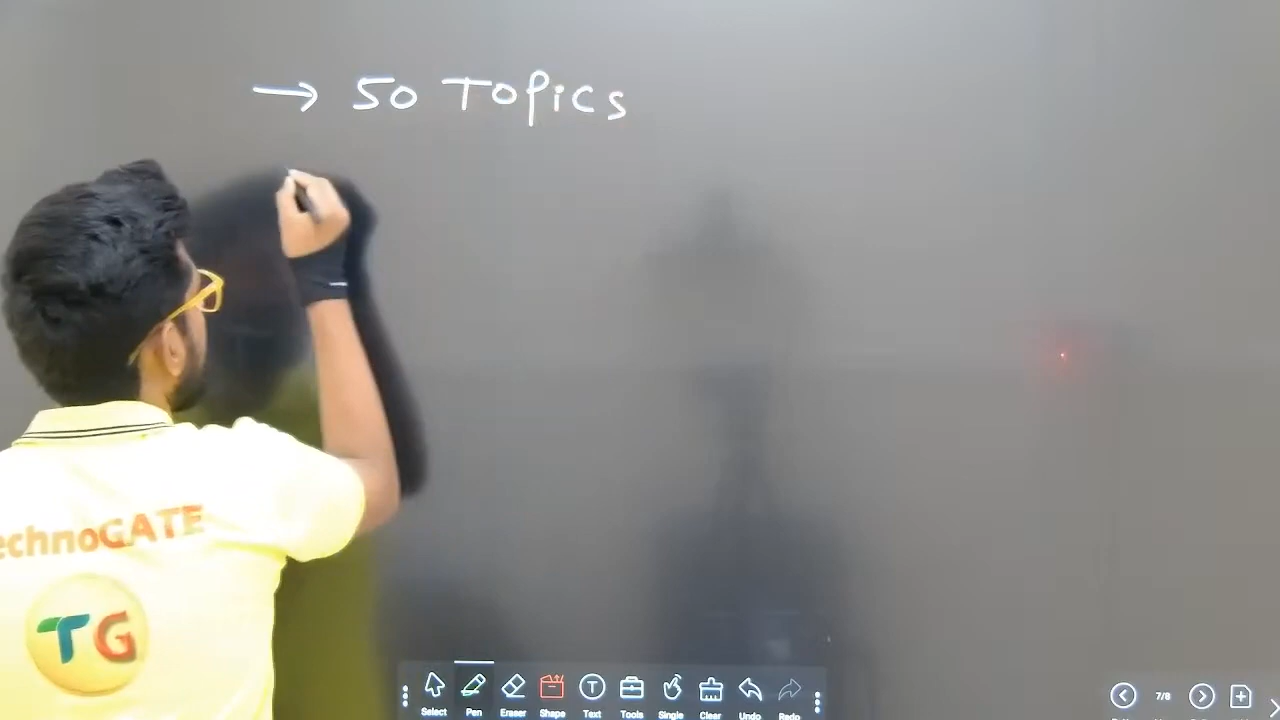 → 50 Topics
echnoGATE
TG
Select Pen Eraser Shape Text Tools Single Clear Undo Redo
7/8